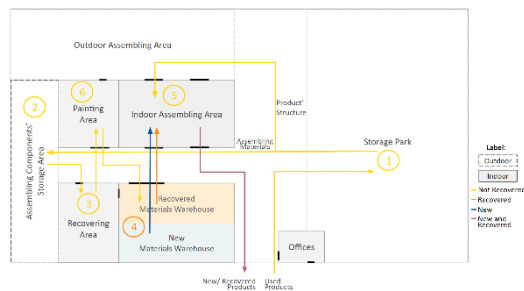 Outdoor Assembling Area
6
Painting
Area
5
Indoor Assembling Area
2
Assembling Components'
Storage Area
Product'
Structure
Assembling
Materials
Storage Park
1
Label:
Outdoor
Indoor
Not Recovered
Recovered
New
New and
Recovered
3
Recovering
Area
Recovered
Materials Warehouse
4
New
Materials Warehouse
Offices
New/ Recovered
Products
Used
Products